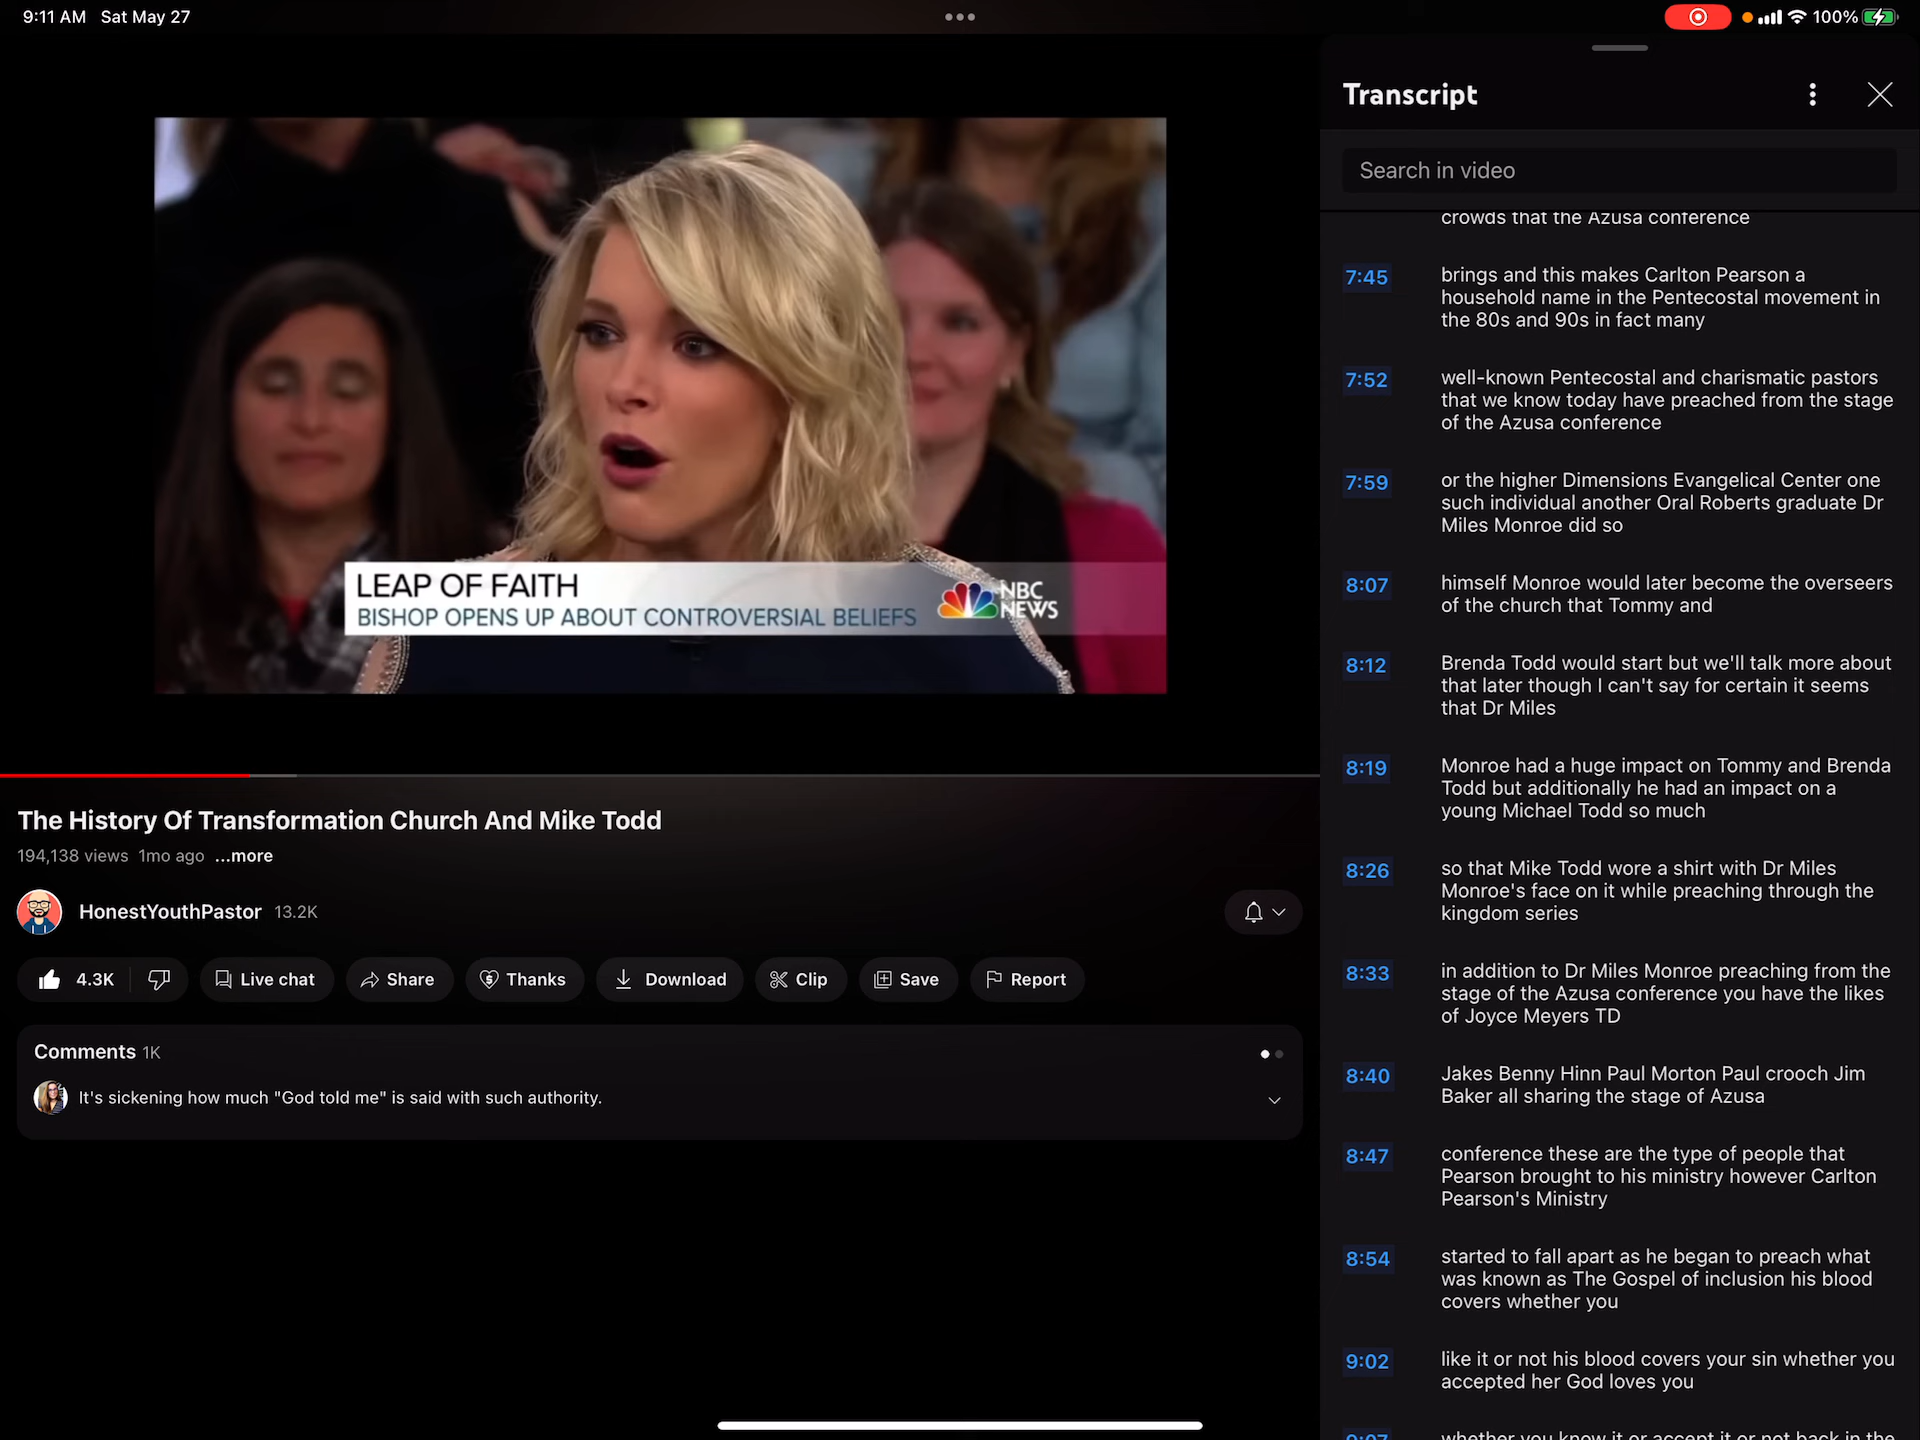 9:11 AM Sat May 27
100%
LEAP OF FAITH
BISHOP OPENS UP ABOUT CONTROVERSIAL BELIEFS
NBC
NEWS
The History Of Transformation Church And Mike Todd
194,138 views 1mo ago ...more
HonestYouthPastor 13.2K
4.3K
Live chat
Share
Thanks
Download
Clip
Save
Report
Comments 1K
It's sickening how much "God told me" is said with such authority.
Transcript
Search in video
crowds that the Azusa conference
7:45
brings and this makes Carlton Pearson a
household name in the Pentecostal movement in
the 80s and 90s in fact many
7:52
well-known Pentecostal and charismatic pastors
that we know today have preached from the stage
of the Azusa conference
7:59
or the higher Dimensions Evangelical Center one
such individual another Oral Roberts graduate Dr
Miles Monroe did so
8:07
himself Monroe would later become the overseers
of the church that Tommy and
8:12
Brenda Todd would start but we'll talk more about
that later though I can't say for certain it seems
that Dr Miles
8:19
Monroe had a huge impact on Tommy and Brenda
Todd but additionally he had an impact on a
young Michael Todd so much
8:26
so that Mike Todd wore a shirt with Dr Miles
Monroe's face on it while preaching through the
kingdom series
8:33
in addition to Dr Miles Monroe preaching from the
stage of the Azusa conference you have the likes
of Joyce Meyers TD
8:40
Jakes Benny Hinn Paul Morton Paul crooch Jim
Baker all sharing the stage of Azusa
8:47
conference these are the type of people that
Pearson brought to his ministry however Carlton
Pearson's Ministry
8:54
started to fall apart as he began to preach what
was known as The Gospel of inclusion his blood
covers whether you
9:02
like it or not his blood covers your sin whether you
accepted her God loves you
9:07
whether you know it or accept it or not back in the